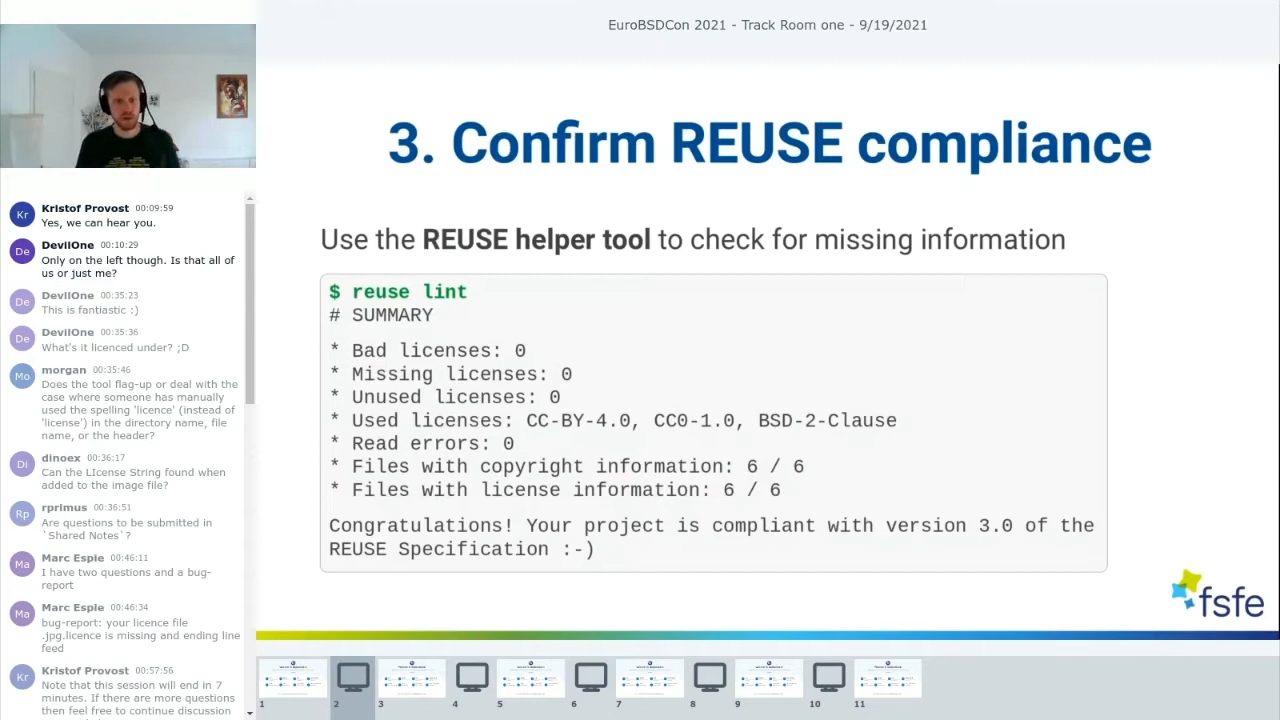 EuroBSDCon 2021 - Track Room one - 9/19/2021
Kr
Kristof Provost 00:09:59
Yes, we can hear you.
De
DevilOne 00:10:29
Only on the left though. Is that all of
us or just me?
De
DevilOne 00:35:23
This is fantiastic :)
De
DevilOne 00:35:36
What's it licenced under? ;D
Mo
morgan 00:35:46
Does the tool flag-up or deal with the
case where someone has manually
used the spelling 'licence' (instead of
'license') in the directory name, file
name, or the header?
Di
dinoex 00:36:17
Can the LIcense String found when
added to the image file?
Rp
rprimus 00:36:51
Are questions to be submitted in
`Shared Notes`?
Ma
Marc Espie 00:46:11
I have two questions and a bug-
report
Ma
Marc Espie 00:46:34
bug-report: your licence file
.jpg.licence is missing and ending line
feed
Kr
Kristof Provost 00:57:56
Note that this session will end in 7
minutes. If there are more questions
then feel free to continue discussion
3. Confirm REUSE compliance
Use the REUSE helper tool to check for missing information
$ reuse lint
# SUMMARY
* Bad licenses: 0
* Missing licenses: 0
* Unused licenses: 0
* Used licenses: CC-BY-4.0, CC0-1.0, BSD-2-Clause
* Read errors: 0
* Files with copyright information: 6 / 6
* Files with license information: 6 / 6
Congratulations! Your project is compliant with version 3.0 of the
REUSE Specification :-)
fsfe
1 2 3 4 5 6 7 8 9 10 11